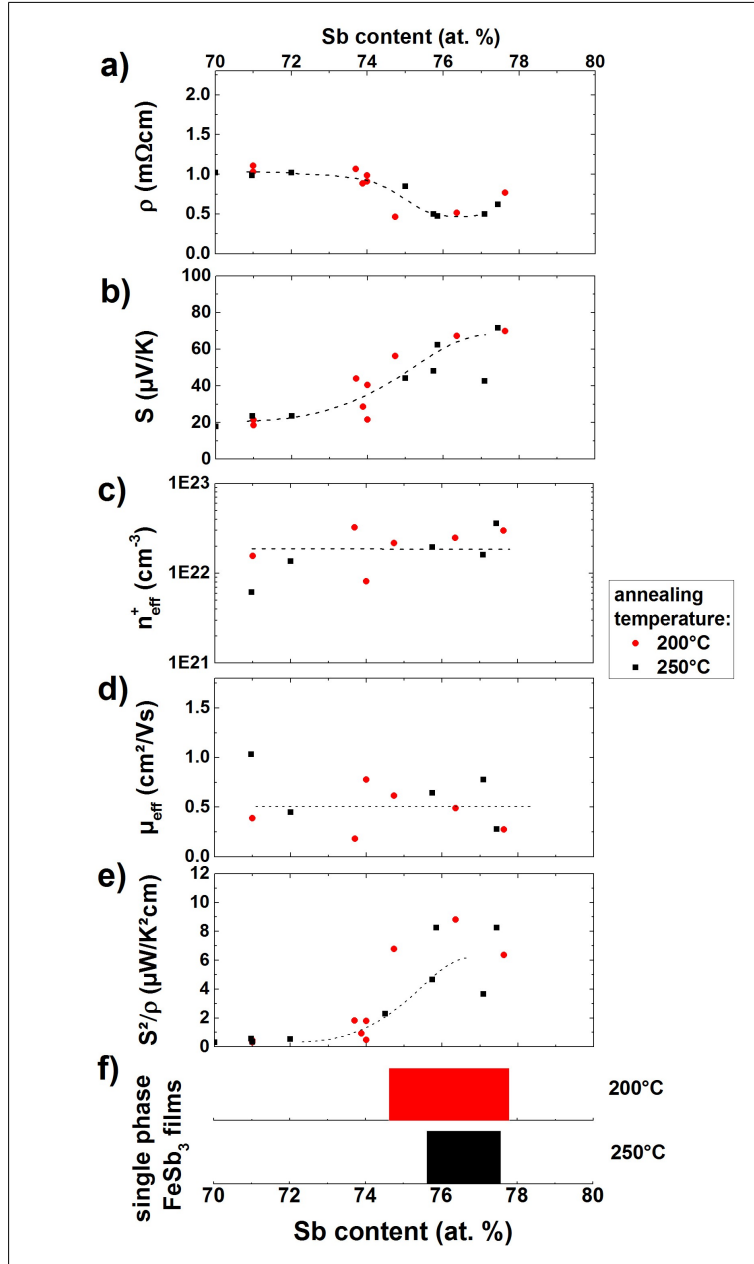 Sb content (at. %)
70 72 74 76 78 80
a)
ρ (mΩcm)
2.0
1.5
1.0
0.5
0.0
b)
S (µV/K)
100
80
60
40
20
0
c)
n⁺eff (cm⁻³)
1E23
1E22
1E21
annealing
temperature:
200°C
250°C
d)
µeff (cm²/Vs)
1.5
1.0
0.5
0.0
e)
S²/ρ (µW/K²cm)
12
10
8
6
4
2
0
f)
single phase
FeSb₃ films
200°C
250°C
70 72 74 76 78 80
Sb content (at. %)